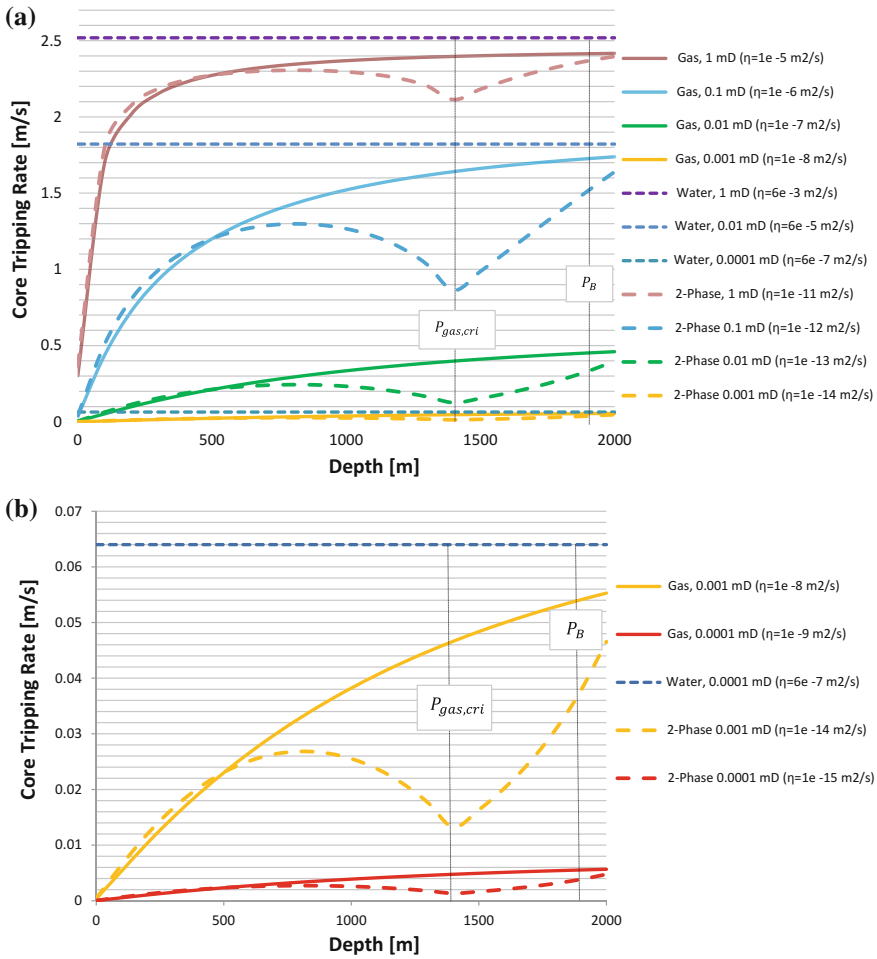 (a)
Core Tripping Rate [m/s]
2.5
2
1.5
1
0.5
0
0
500
1000
1500
2000
Depth [m]
P_gas,cri
P_B
Gas, 1 mD (η=1e -5 m2/s)
Gas, 0.1 mD (η=1e -6 m2/s)
Gas, 0.01 mD (η=1e -7 m2/s)
Gas, 0.001 mD (η=1e -8 m2/s)
Water, 1 mD (η=6e -3 m2/s)
Water, 0.01 mD (η=6e -5 m2/s)
Water, 0.0001 mD (η=6e -7 m2/s)
2-Phase, 1 mD (η=1e -11 m2/s)
2-Phase 0.1 mD (η=1e -12 m2/s)
2-Phase 0.01 mD (η=1e -13 m2/s)
2-Phase 0.001 mD (η=1e -14 m2/s)
(b)
Core Tripping Rate [m/s]
0.07
0.06
0.05
0.04
0.03
0.02
0.01
0
0
500
1000
1500
2000
Depth [m]
P_gas,cri
P_B
Gas, 0.001 mD (η=1e -8 m2/s)
Gas, 0.0001 mD (η=1e -9 m2/s)
Water, 0.0001 mD (η=6e -7 m2/s)
2-Phase 0.001 mD (η=1e -14 m2/s)
2-Phase 0.0001 mD (η=1e -15 m2/s)